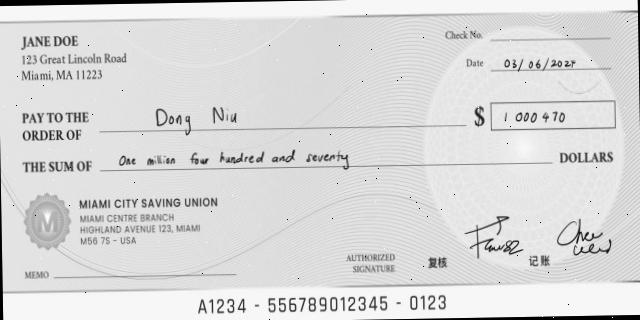 JANE DOE
123 Great Lincoln Road
Miami, MA 11223
Check No.
Date 03/06/2024
PAY TO THE ORDER OF Dong Niu
$ 1 000 470
THE SUM OF One million four hundred and seventy DOLLARS
MIAMI CITY SAVING UNION
MIAMI CENTRE BRANCH
HIGHLAND AVENUE 123, MIAMI
M56 7S - USA
M
MEMO
AUTHORIZED SIGNATURE
复核
记账
A1234 - 556789012345 - 0123